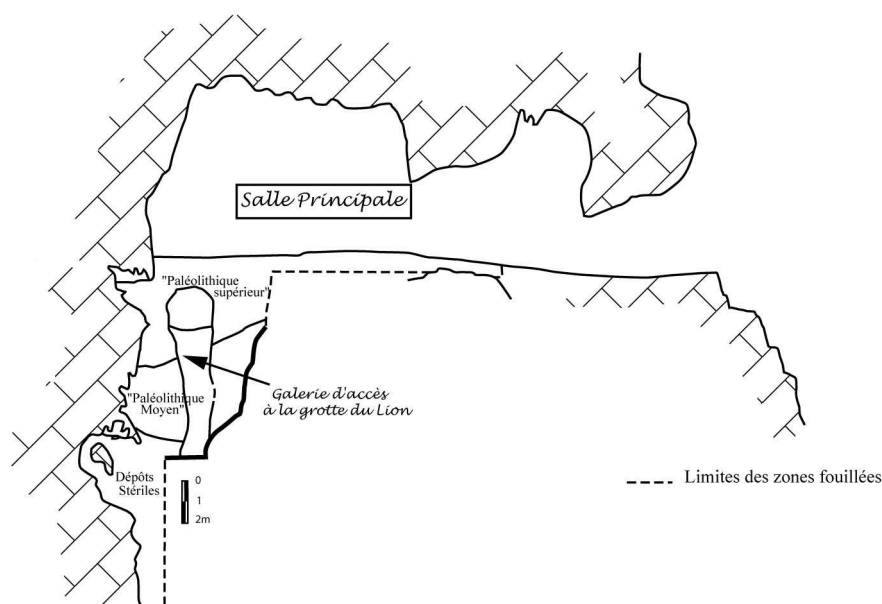 Salle Principale
"Paléolithique
supérieur"
Galerie d'accès
à la grotte du Lion
"Paléolithique
Moyen"
Dépôts
Stériles
0
1
2m
Limites des zones fouillées